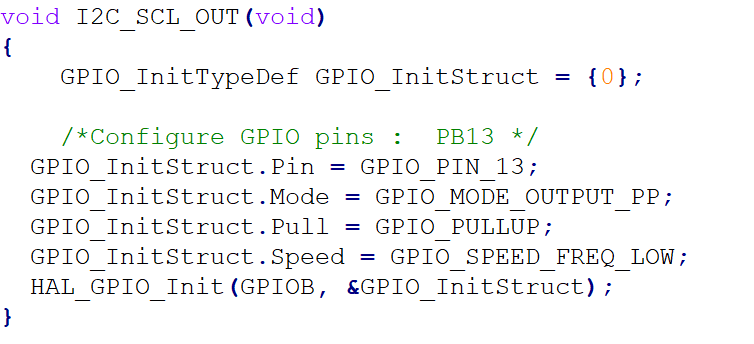 void I2C_SCL_OUT(void)
{
    GPIO_InitTypeDef GPIO_InitStruct = {0};
    /*Configure GPIO pins :  PB13 */
  GPIO_InitStruct.Pin = GPIO_PIN_13;
  GPIO_InitStruct.Mode = GPIO_MODE_OUTPUT_PP;
  GPIO_InitStruct.Pull = GPIO_PULLUP;
  GPIO_InitStruct.Speed = GPIO_SPEED_FREQ_LOW;
  HAL_GPIO_Init(GPIOB, &GPIO_InitStruct);
}